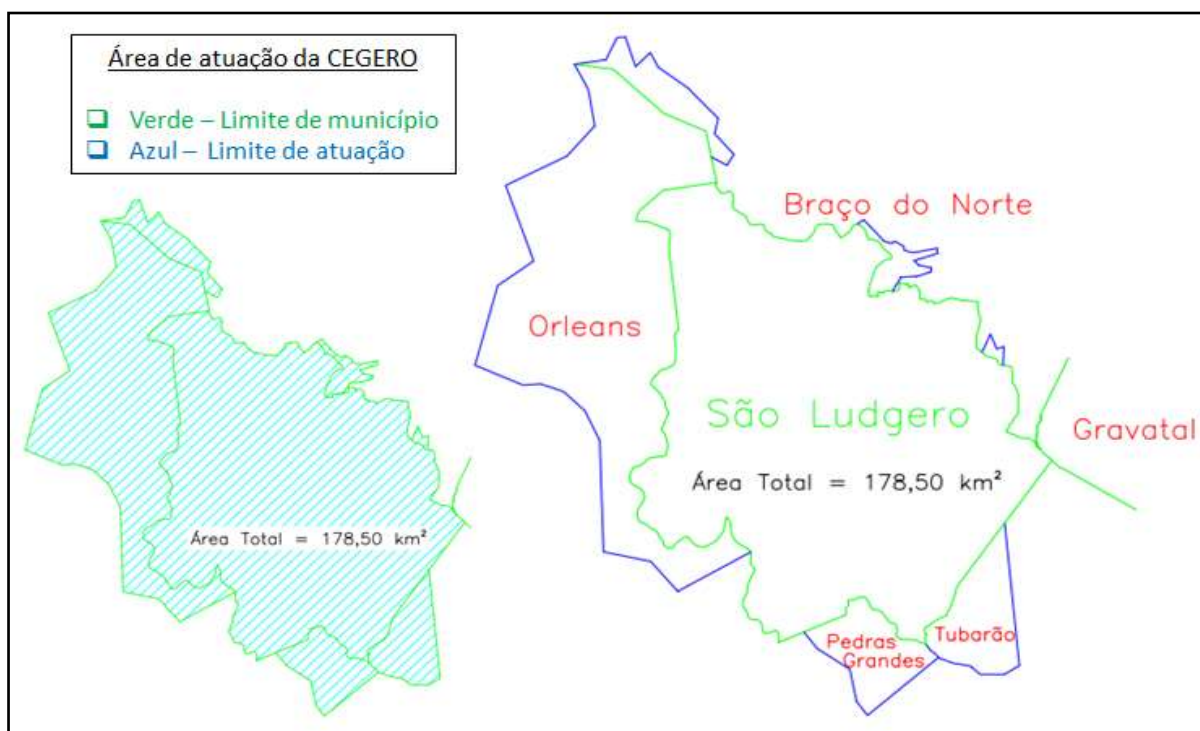 Área de atuação da CEGERO
Verde – Limite de município
Azul – Limite de atuação
Área Total = 178,50 km²
Braço do Norte
Orleans
São Ludgero
Gravatal
Área Total = 178,50 km²
Pedras
Grandes
Tubarão